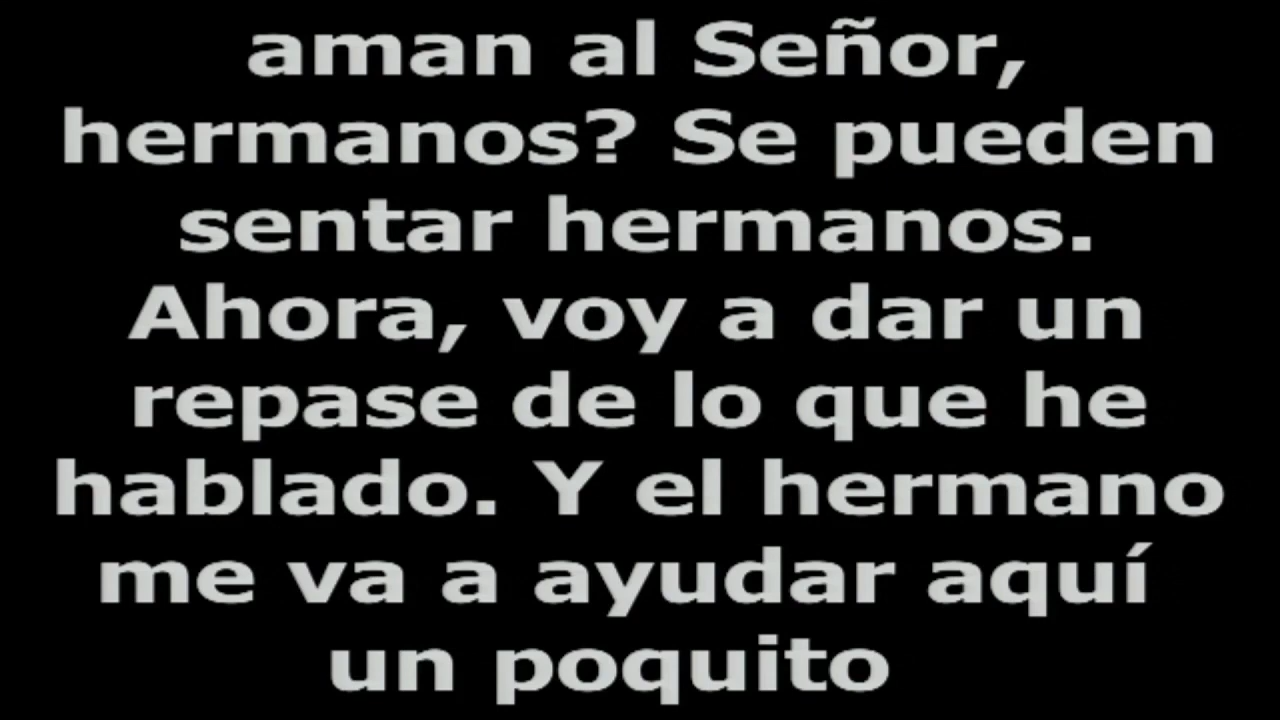 aman al Señor,
hermanos? Se pueden
sentar hermanos.
Ahora, voy a dar un
repase de lo que he
hablado. Y el hermano
me va a ayudar aquí
un poquito